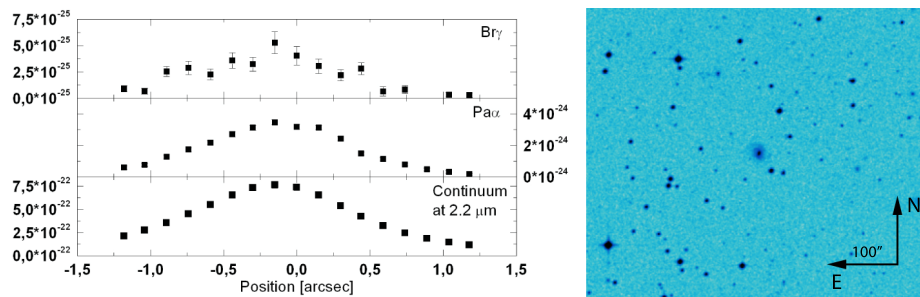 7,5*10⁻²⁵
Brγ
5,0*10⁻²⁵
2,5*10⁻²⁵
0,0*10⁻²⁵
Paα
4*10⁻²⁴
2*10⁻²⁴
0*10⁻²⁴
7,5*10⁻²²
Continuum
at 2.2 μm
5,0*10⁻²²
2,5*10⁻²²
0,0*10⁻²²
-1,5 -1,0 -0,5 0,0 0,5 1,0 1,5
Position [arcsec]
N
100"
E